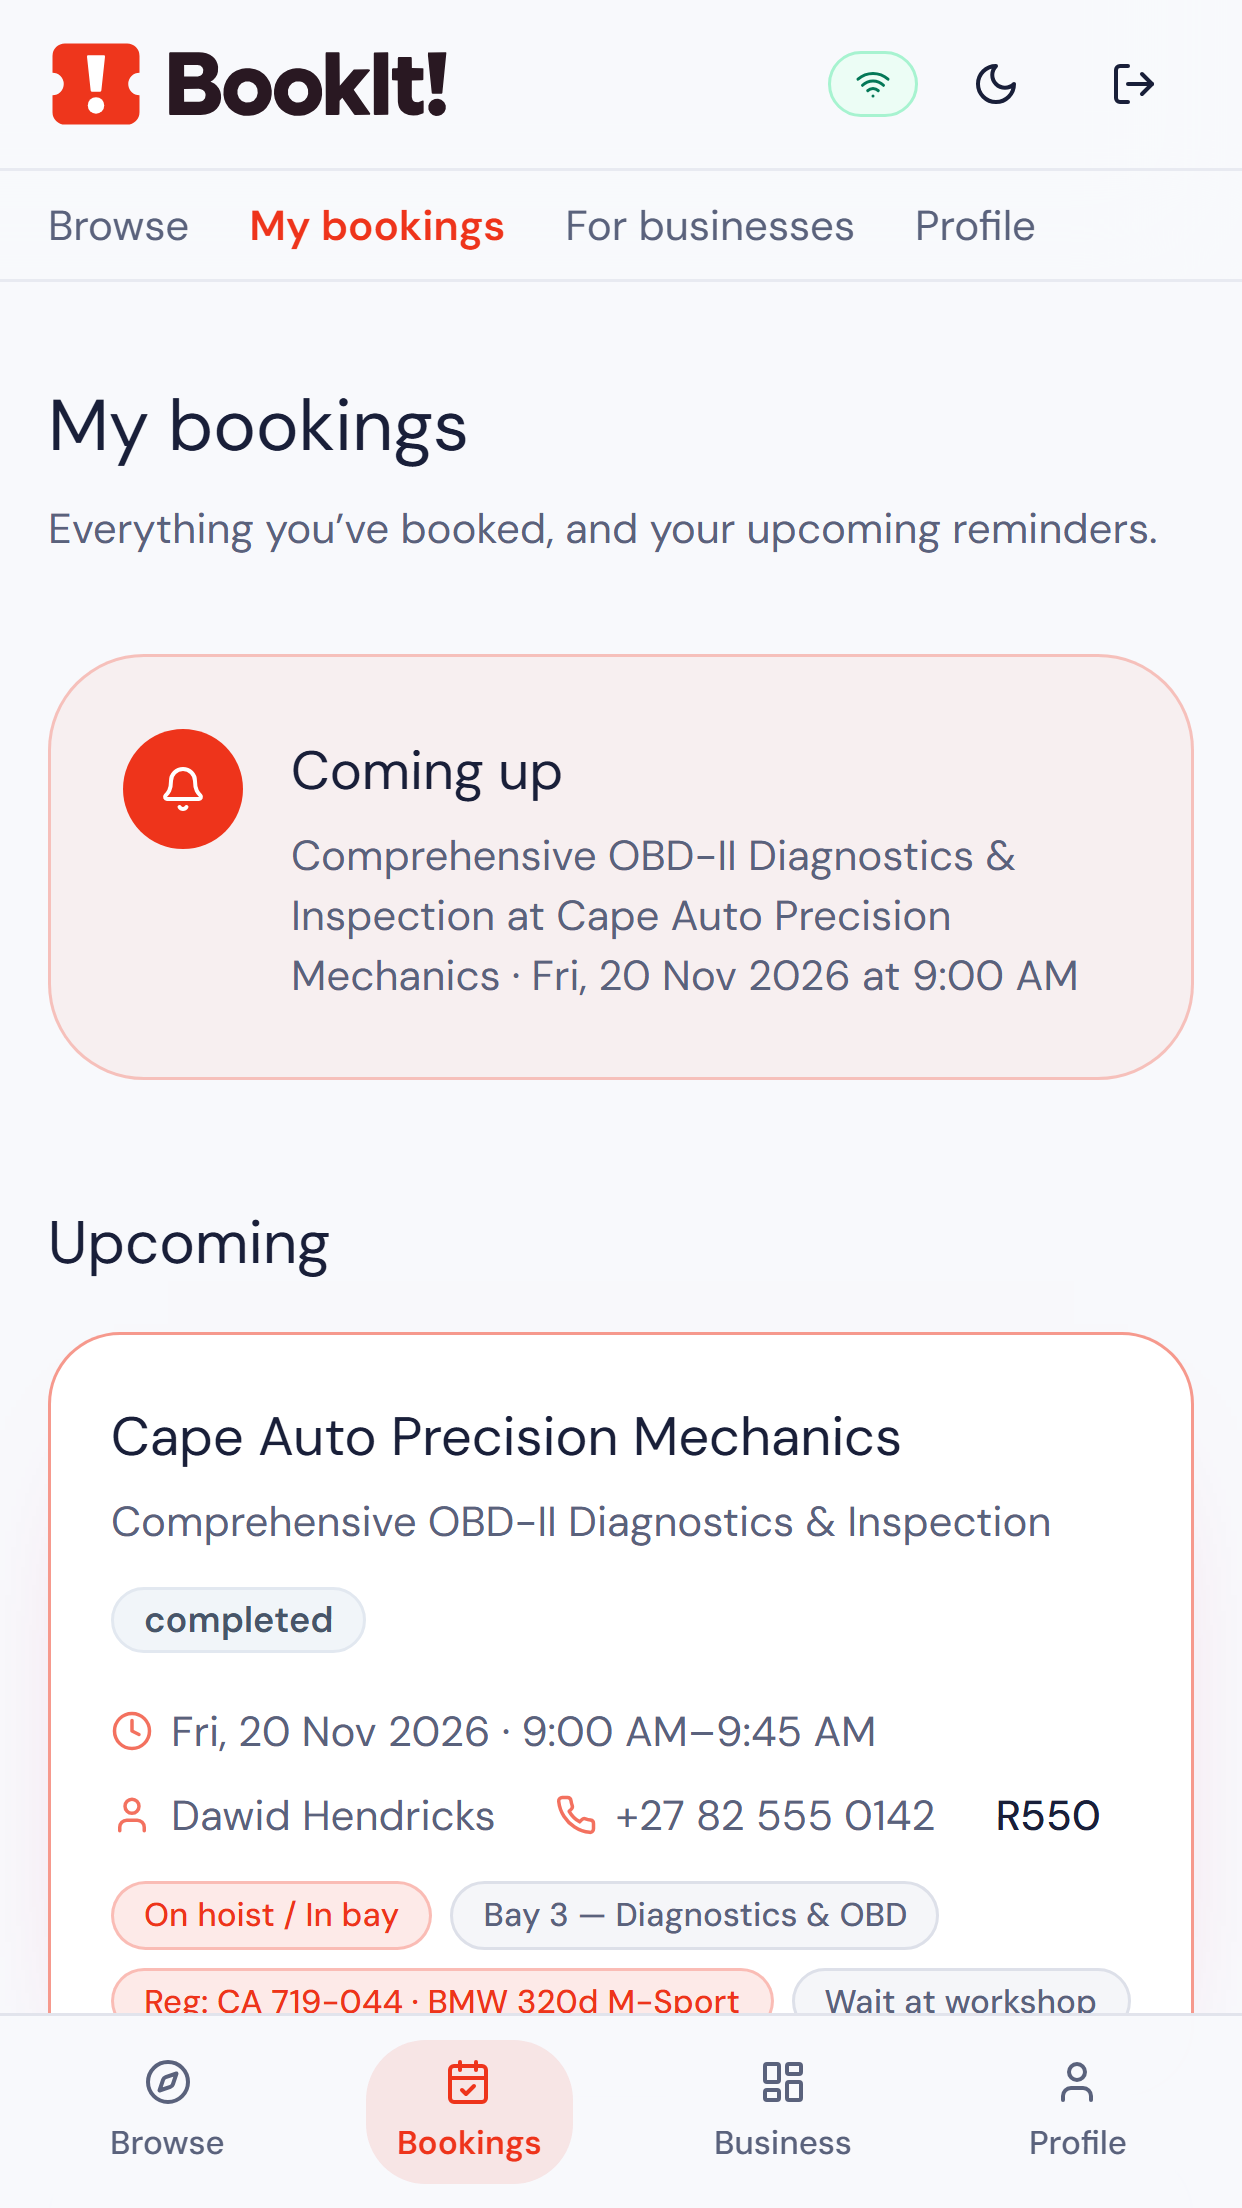 BookIt!
Browse My bookings For businesses Profile
My bookings
Everything you’ve booked, and your upcoming reminders.
Coming up
Comprehensive OBD-II Diagnostics &
Inspection at Cape Auto Precision
Mechanics · Fri, 20 Nov 2026 at 9:00 AM
Upcoming
Cape Auto Precision Mechanics
Comprehensive OBD-II Diagnostics & Inspection
completed
Fri, 20 Nov 2026 · 9:00 AM–9:45 AM
Dawid Hendricks +27 82 555 0142 R550
On hoist / In bay Bay 3 — Diagnostics & OBD
Reg: CA 719-044 · BMW 320d M-Sport Wait at workshop
Browse Bookings Business Profile